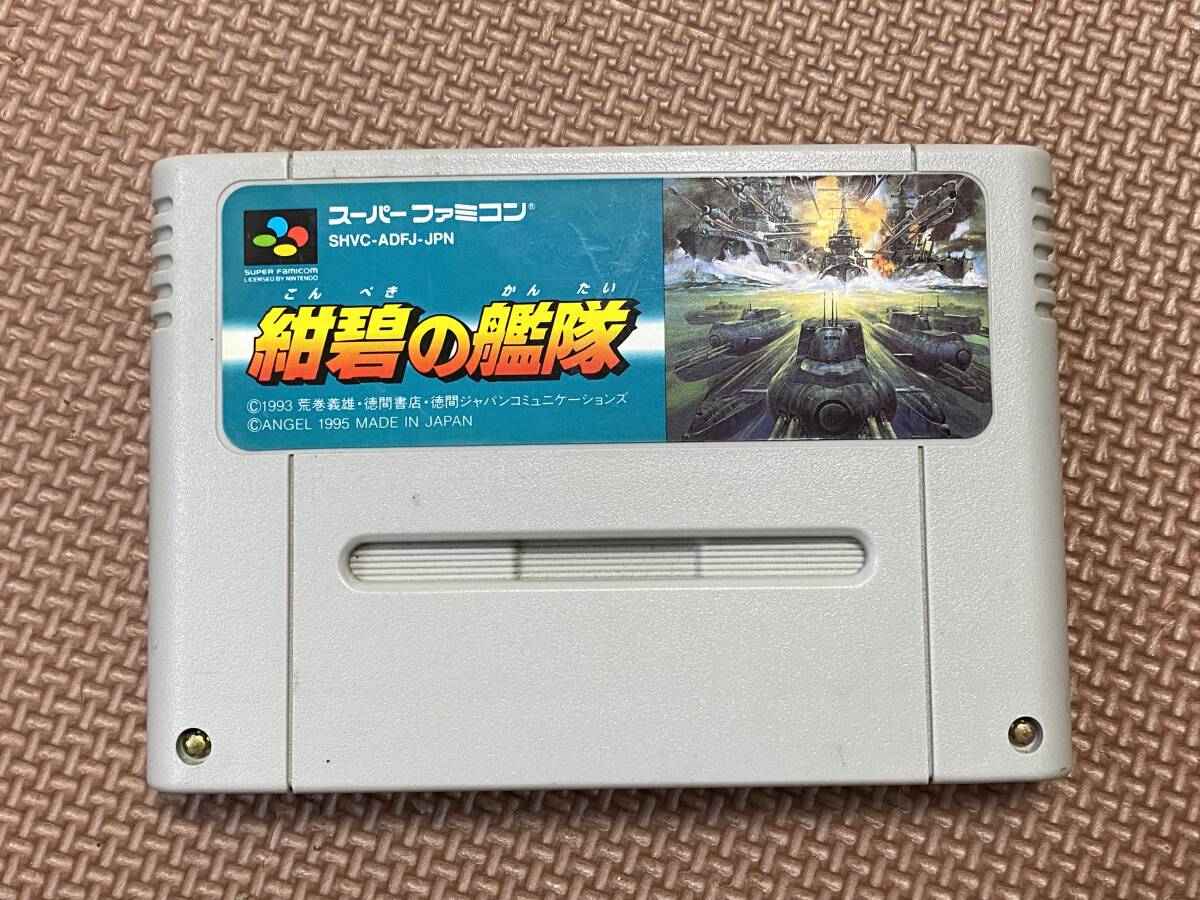 スーパーファミコン®
SHVC-ADFJ-JPN
SUPER FAMICOM
LICENSED BY NINTENDO
こんぺきかんたい
紺碧の艦隊
©1993 荒巻義雄・徳間書店・徳間ジャパンコミュニケーションズ
©ANGEL 1995 MADE IN JAPAN